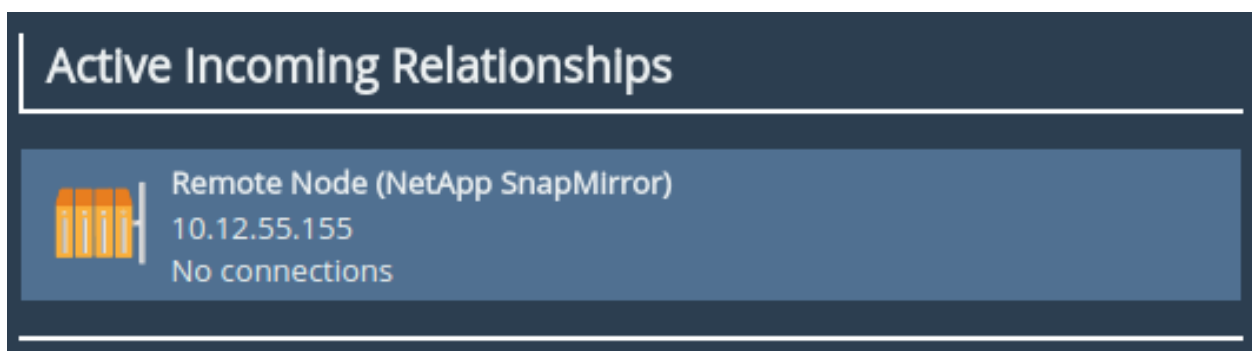 Active Incoming Relationships
Remote Node (NetApp SnapMirror)
10.12.55.155
No connections